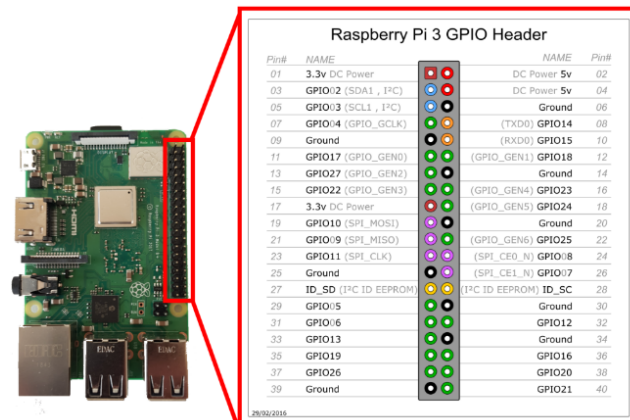 Raspberry Pi 3 GPIO Header
Pin# NAME NAME Pin#
01 3.3v DC Power DC Power 5v 02
03 GPIO02 (SDA1 , I²C) DC Power 5v 04
05 GPIO03 (SCL1 , I²C) Ground 06
07 GPIO04 (GPIO_GCLK) (TXD0) GPIO14 08
09 Ground (RXD0) GPIO15 10
11 GPIO17 (GPIO_GEN0) (GPIO_GEN1) GPIO18 12
13 GPIO27 (GPIO_GEN2) Ground 14
15 GPIO22 (GPIO_GEN3) (GPIO_GEN4) GPIO23 16
17 3.3v DC Power (GPIO_GEN5) GPIO24 18
19 GPIO10 (SPI_MOSI) Ground 20
21 GPIO09 (SPI_MISO) (GPIO_GEN6) GPIO25 22
23 GPIO11 (SPI_CLK) (SPI_CE0_N) GPIO08 24
25 Ground (SPI_CE1_N) GPIO07 26
27 ID_SD (I²C ID EEPROM) (I²C ID EEPROM) ID_SC 28
29 GPIO05 Ground 30
31 GPIO06 GPIO12 32
33 GPIO13 Ground 34
35 GPIO19 GPIO16 36
37 GPIO26 GPIO20 38
39 Ground GPIO21 40
29/02/2016
HDMI